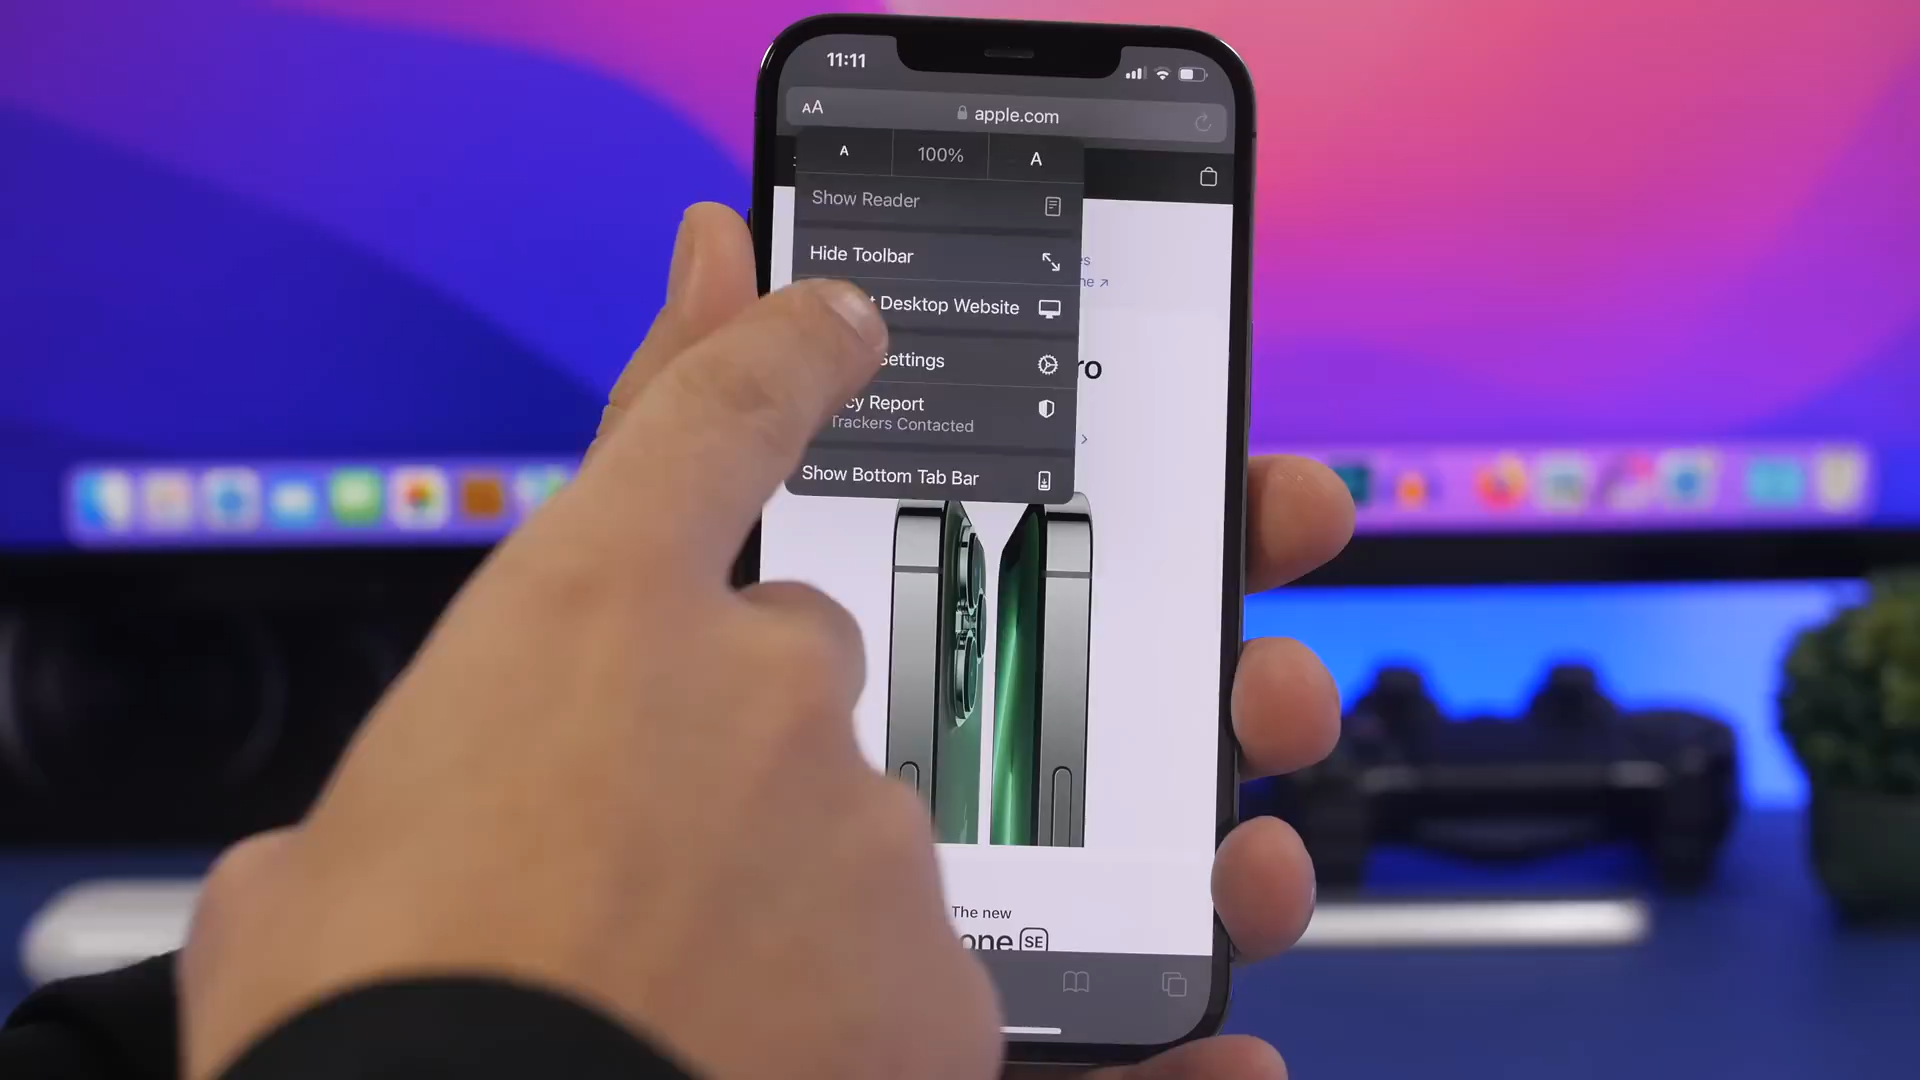 11:11
AA
apple.com
A 100% A
Show Reader
Hide Toolbar
Desktop Website
Settings
Report
Trackers Contacted
Show Bottom Tab Bar
The new
SE